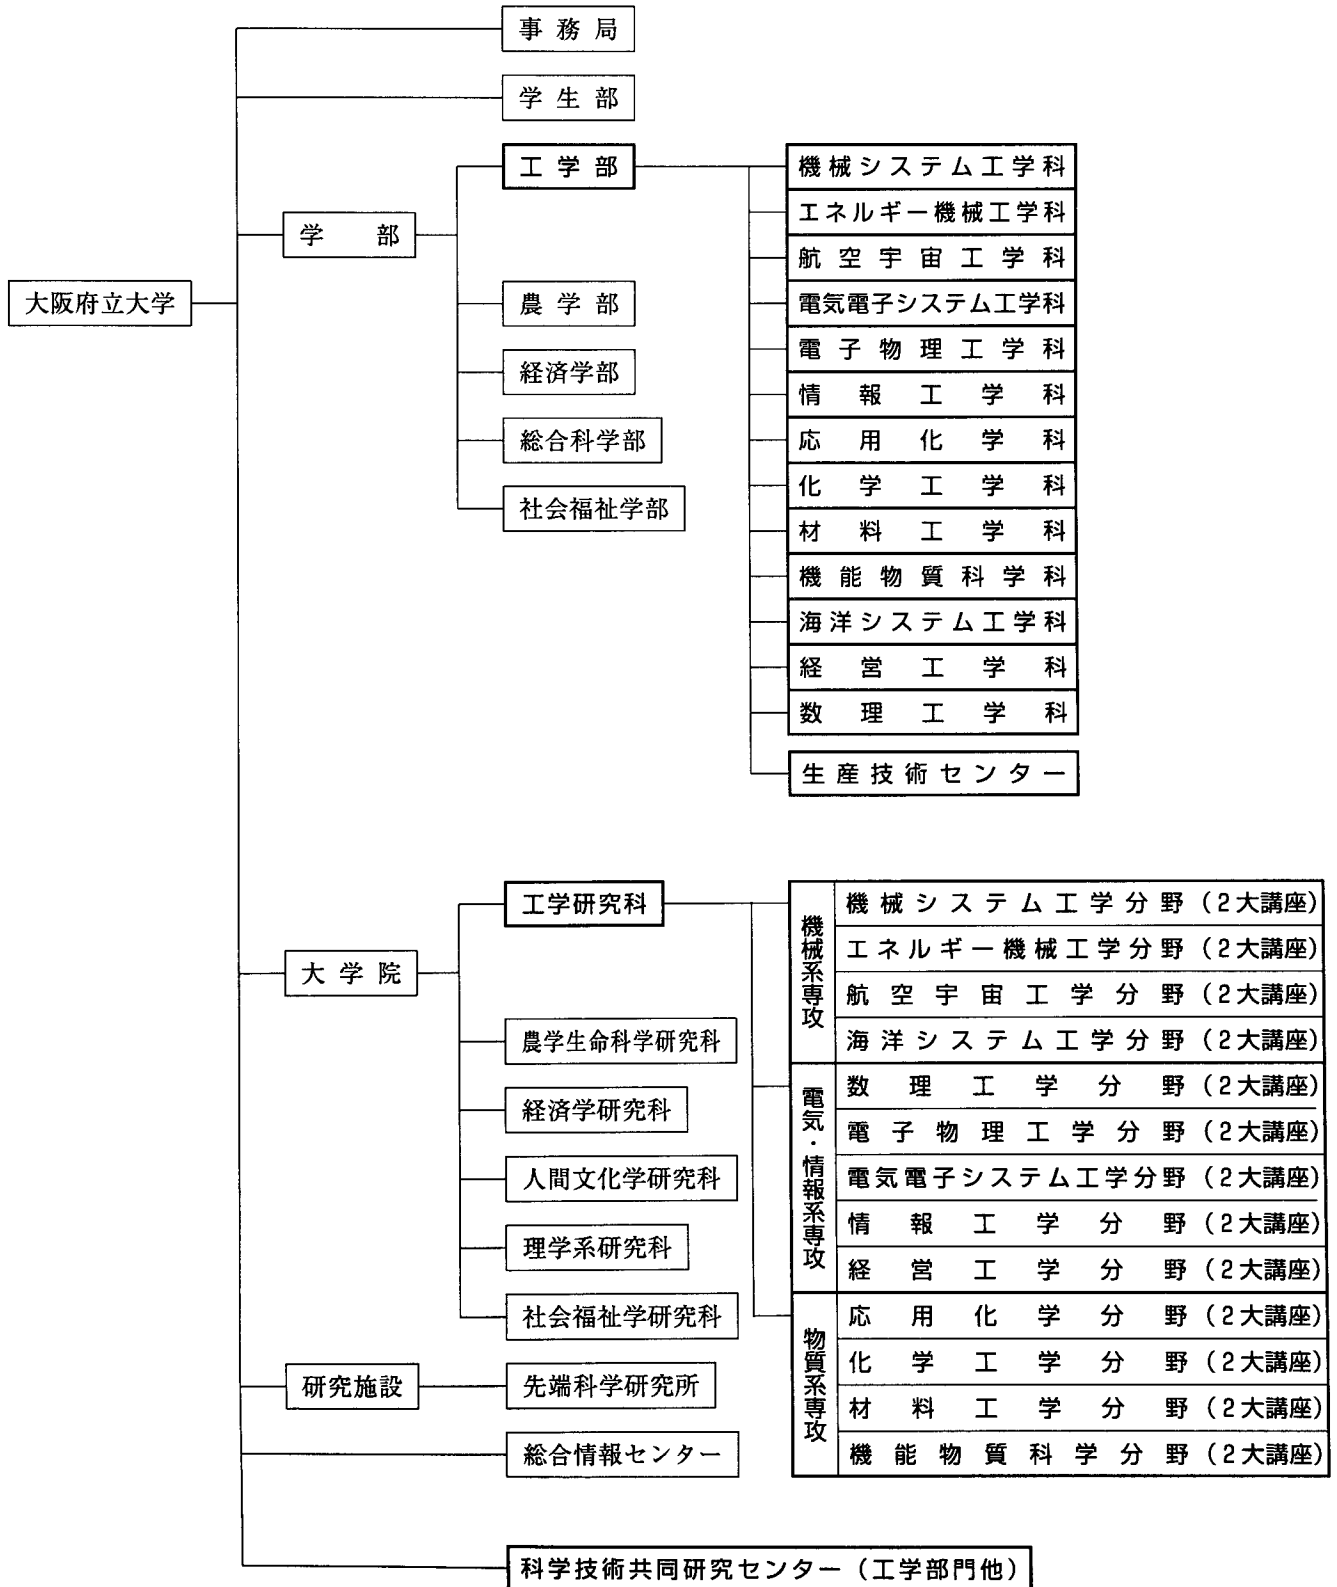 事務局
学生部
工学部
機械システム工学科
エネルギー機械工学科
学部
航空宇宙工学科
大阪府立大学
農学部
電気電子システム工学科
電子物理工学科
経済学部
情報工学科
総合科学部
応用化学科
化学工学科
社会福祉学部
材料工学科
機能物質科学科
海洋システム工学科
経営工学科
数理工学科
生産技術センター
工学研究科
機械系専攻
機械システム工学分野(2大講座)
エネルギー機械工学分野(2大講座)
大学院
航空宇宙工学分野(2大講座)
海洋システム工学分野(2大講座)
農学生命科学研究科
電気・情報系専攻
数理工学分野(2大講座)
経済学研究科
電子物理工学分野(2大講座)
人間文化学研究科
電気電子システム工学分野(2大講座)
情報工学分野(2大講座)
理学系研究科
経営工学分野(2大講座)
社会福祉学研究科
物質系専攻
応用化学分野(2大講座)
化学工学分野(2大講座)
研究施設
先端科学研究所
材料工学分野(2大講座)
総合情報センター
機能物質科学分野(2大講座)
科学技術共同研究センター(工学部門他)